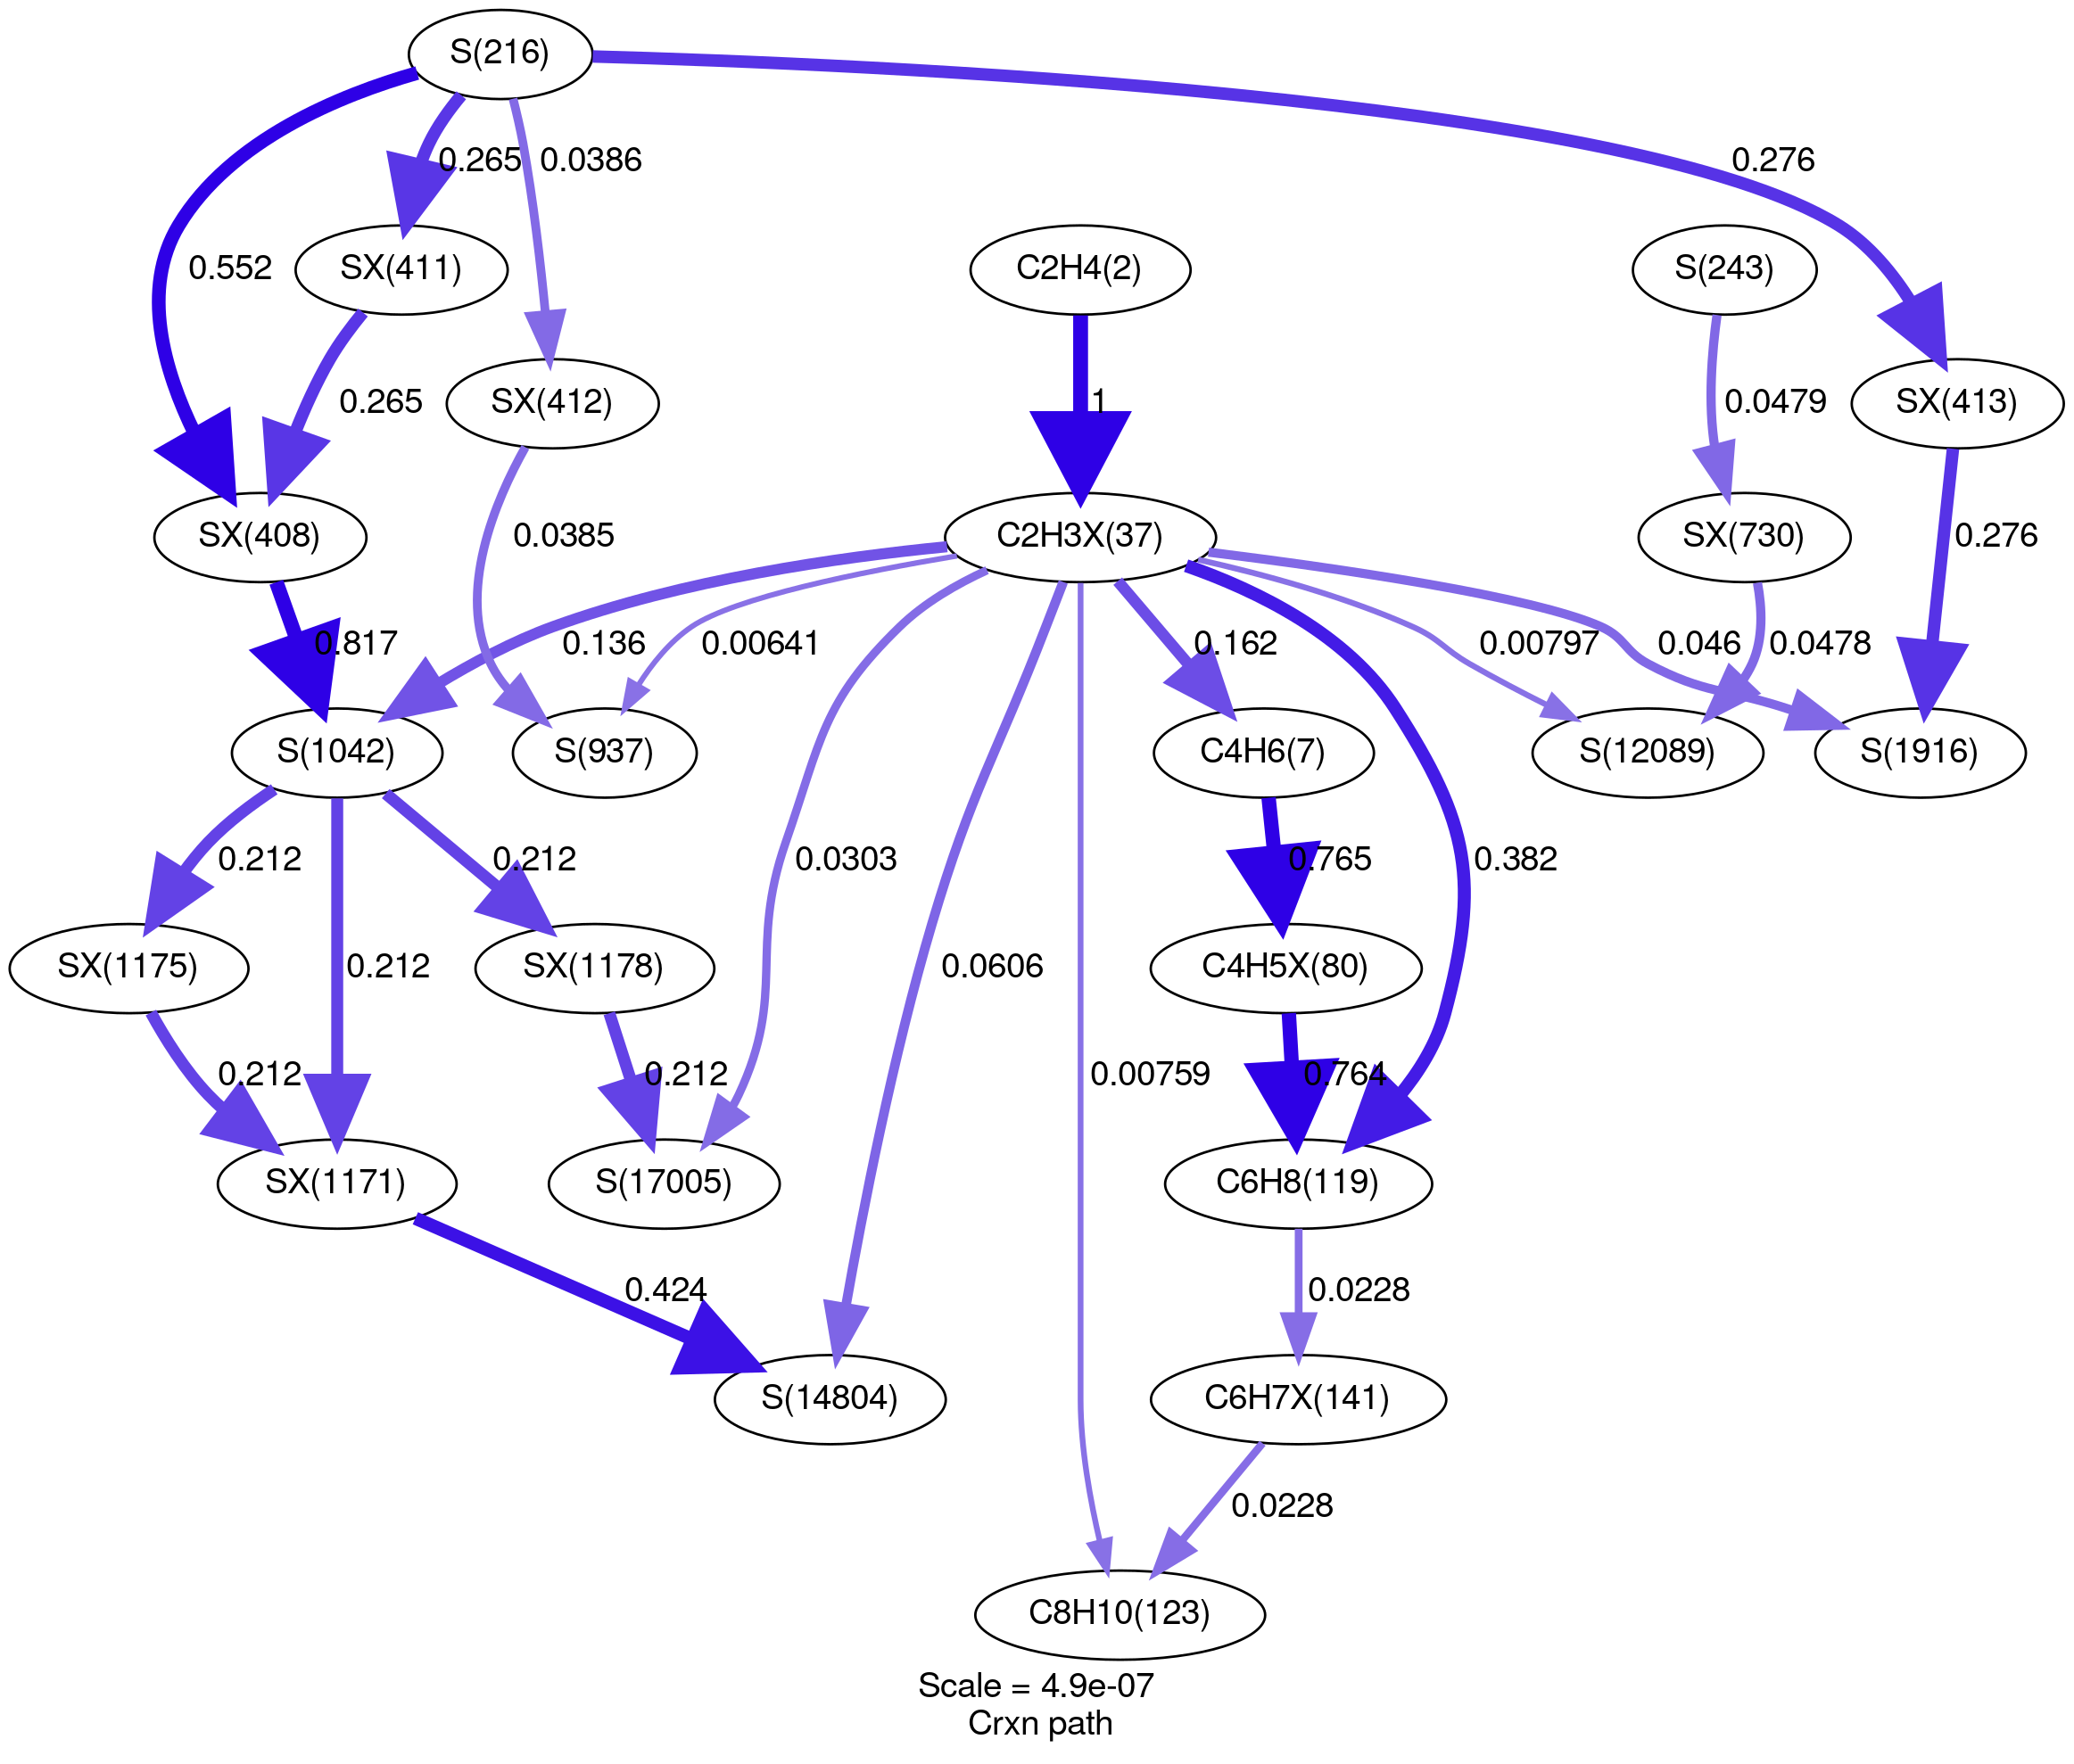 S(216)
0.265
0.0386
0.276
0.552
SX(411)
C2H4(2)
S(243)
0.265
SX(412)
1
0.0479
SX(413)
SX(408)
0.0385
C2H3X(37)
SX(730)
0.276
0.817
0.136
0.00641
0.162
0.00797
0.046
0.0478
S(1042)
S(937)
C4H6(7)
S(12089)
S(1916)
0.212
0.212
0.0303
0.765
0.382
SX(1175)
0.212
SX(1178)
0.0606
C4H5X(80)
0.212
0.212
0.00759
0.764
SX(1171)
S(17005)
C6H8(119)
0.424
0.0228
S(14804)
C6H7X(141)
0.0228
C8H10(123)
Scale = 4.9e-07
Crxn path